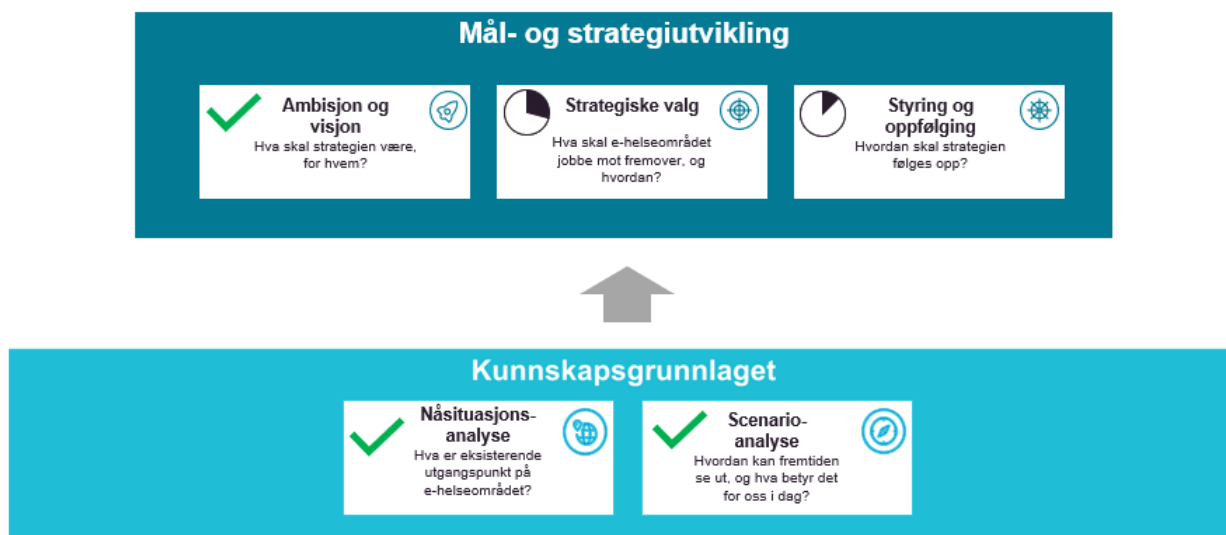 Mål- og strategiutvikling
Ambisjon og
visjon
Hva skal strategien være,
for hvem?
Strategiske valg
Hva skal e-helseområdet
jobbe mot fremover, og
hvordan?
Styring og
oppfølging
Hvordan skal strategien
følges opp?
Kunnskapsgrunnlaget
Nåsituasjons-
analyse
Hva er eksisterende
utgangspunkt på
e-helseområdet?
Scenario-
analyse
Hvordan kan fremtiden
se ut, og hva betyr det
for oss i dag?